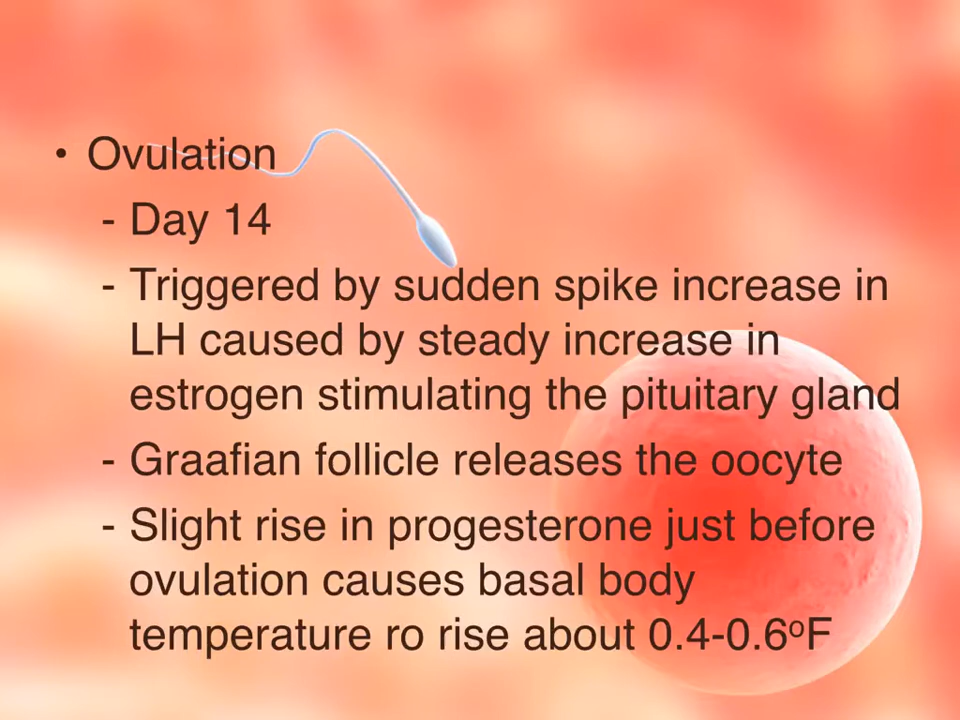 • Ovulation
- Day 14
- Triggered by sudden spike increase in
LH caused by steady increase in
estrogen stimulating the pituitary gland
- Graafian follicle releases the oocyte
- Slight rise in progesterone just before
ovulation causes basal body
temperature ro rise about 0.4-0.6ºF